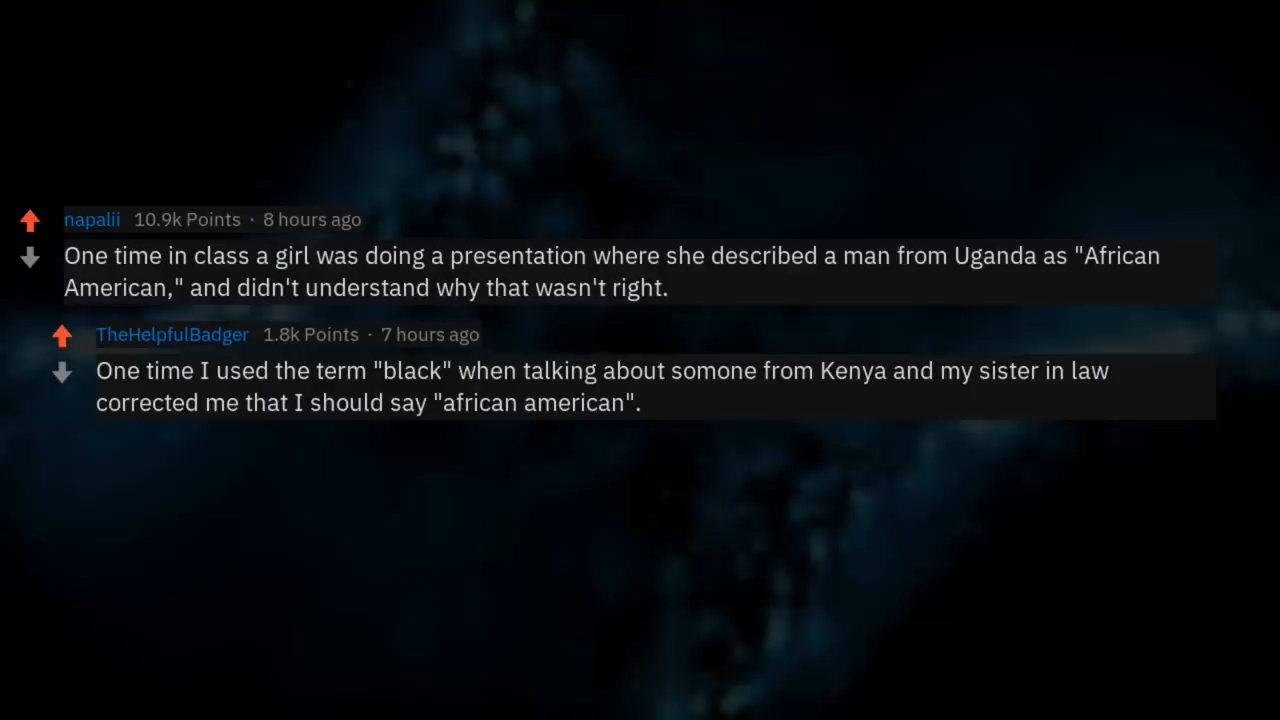 napalii 10.9k Points · 8 hours ago
One time in class a girl was doing a presentation where she described a man from Uganda as "African
American," and didn't understand why that wasn't right.
TheHelpfulBadger 1.8k Points · 7 hours ago
One time I used the term "black" when talking about somone from Kenya and my sister in law
corrected me that I should say "african american".